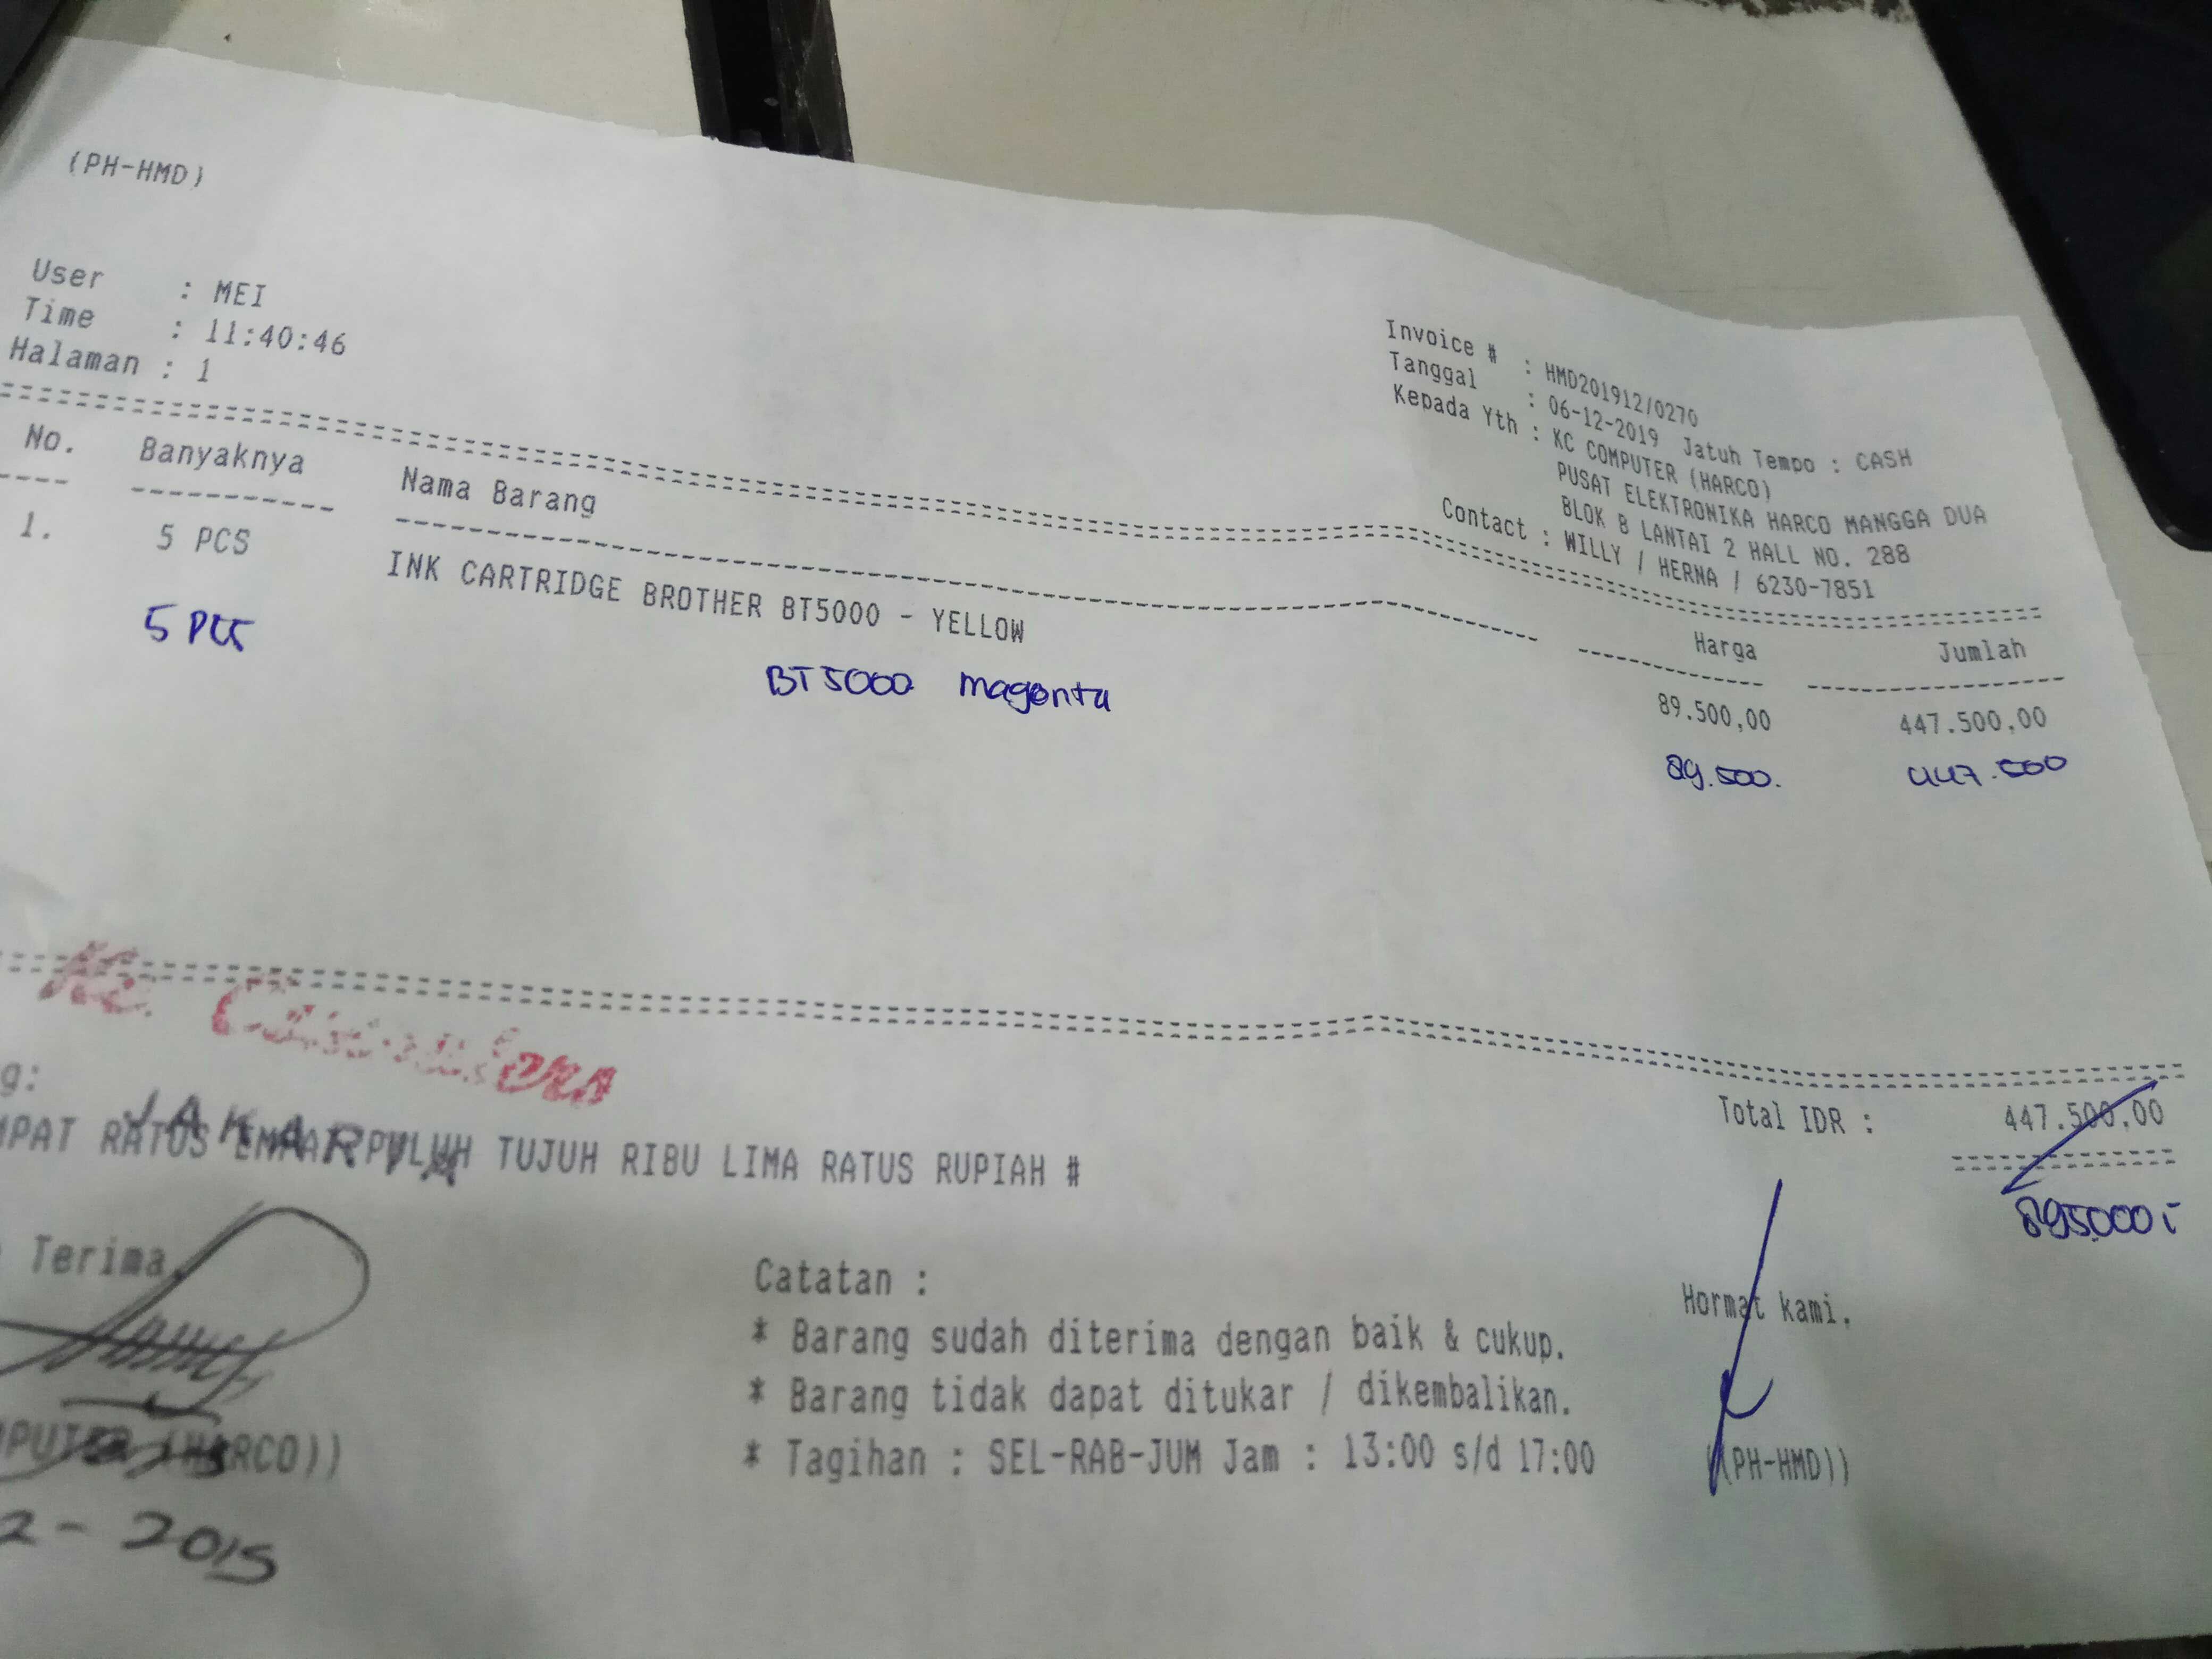 (PH-HMD)
User : MEI
Time : 11:40:46
Halaman : 1
Invoice # : HMD201912/0270
Tanggal : 06-12-2019 Jatuh Tempo : CASH
Kepada Yth : KC COMPUTER (HARCO)
PUSAT ELEKTRONIKA HARCO MANGGA DUA
BLOK B LANTAI 2 HALL NO. 288
Contact : WILLY / HERNA / 6230-7851
No. Banyaknya Nama Barang Harga Jumlah
1. 5 PCS INK CARTRIDGE BROTHER BT5000 - YELLOW 89.500,00 447.500,00
5 PCS BT5000 magenta 89.500. 447.500
Total IDR : 447.500,00
895000
g:
MPAT RATUS EMPAT PULUH TUJUH RIBU LIMA RATUS RUPIAH #
JAKARTA
Terima,
Catatan :
* Barang sudah diterima dengan baik & cukup.
* Barang tidak dapat ditukar / dikembalikan.
* Tagihan : SEL-RAB-JUM Jam : 13:00 s/d 17:00
Hormat kami,
MPUTER (HARCO))
((PH-HMD))
2-2019